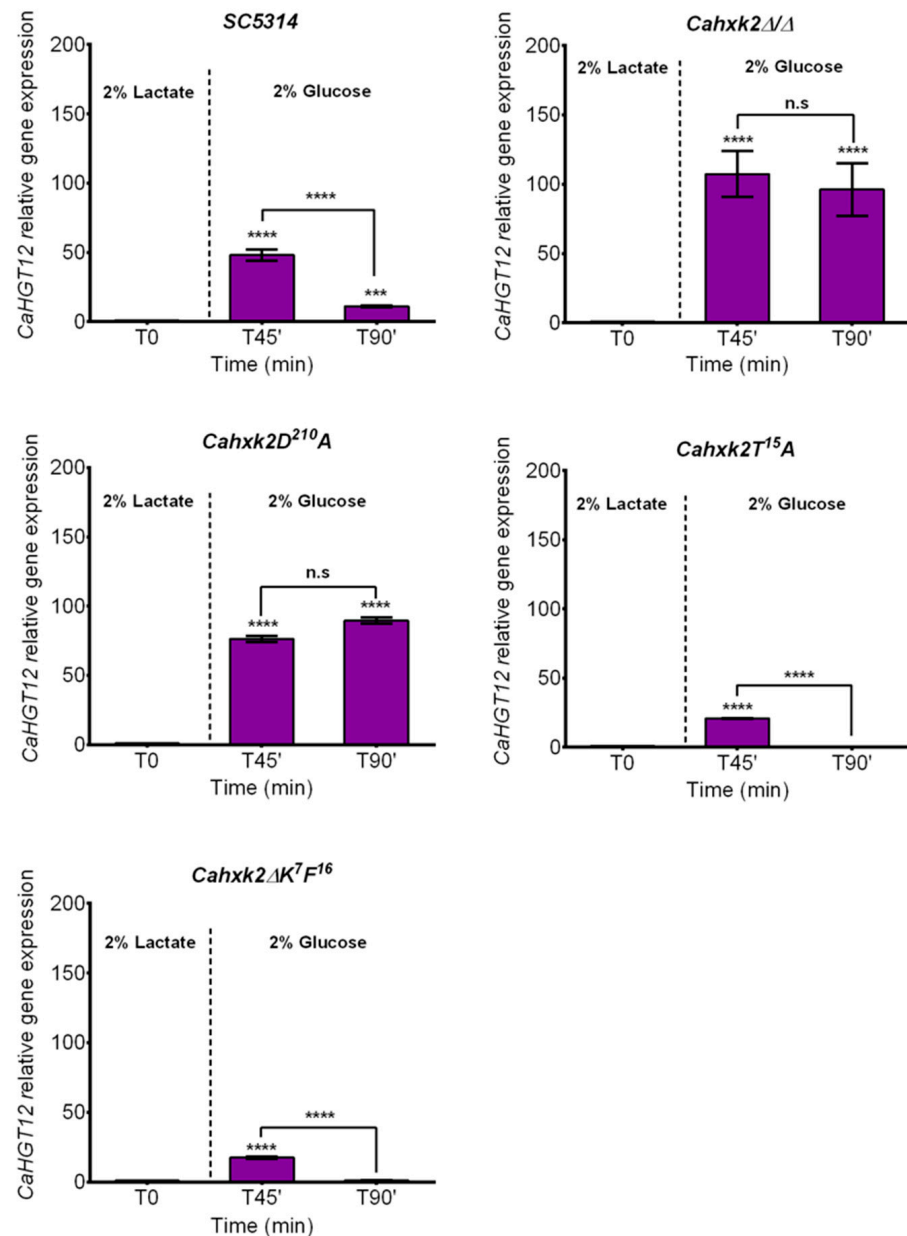 SC5314
CaHGT12 relative gene expression
200
150
100
50
0
2% Lactate
2% Glucose
****
****
***
T0
T45'
T90'
Time (min)
Cahxk2Δ/Δ
CaHGT12 relative gene expression
200
150
100
50
0
2% Lactate
2% Glucose
n.s
****
****
T0
T45'
T90'
Time (min)
Cahxk2D²¹⁰A
CaHGT12 relative gene expression
200
150
100
50
0
2% Lactate
2% Glucose
n.s
****
****
T0
T45'
T90'
Time (min)
Cahxk2T¹⁵A
CaHGT12 relative gene expression
200
150
100
50
0
2% Lactate
2% Glucose
****
****
T0
T45'
T90'
Time (min)
Cahxk2ΔK⁷F¹⁶
CaHGT12 relative gene expression
200
150
100
50
0
2% Lactate
2% Glucose
****
****
T0
T45'
T90'
Time (min)